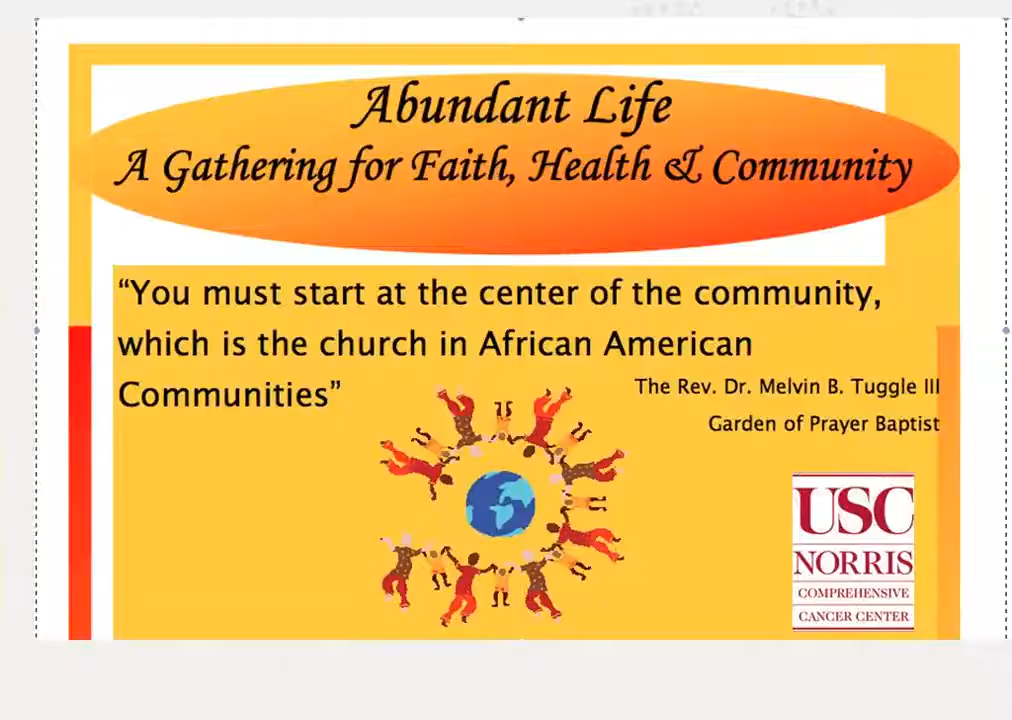 Abundant Life
A Gathering for Faith, Health & Community
“You must start at the center of the community,
which is the church in African American
Communities”
The Rev. Dr. Melvin B. Tuggle III
Garden of Prayer Baptist
USC
NORRIS
COMPREHENSIVE
CANCER CENTER